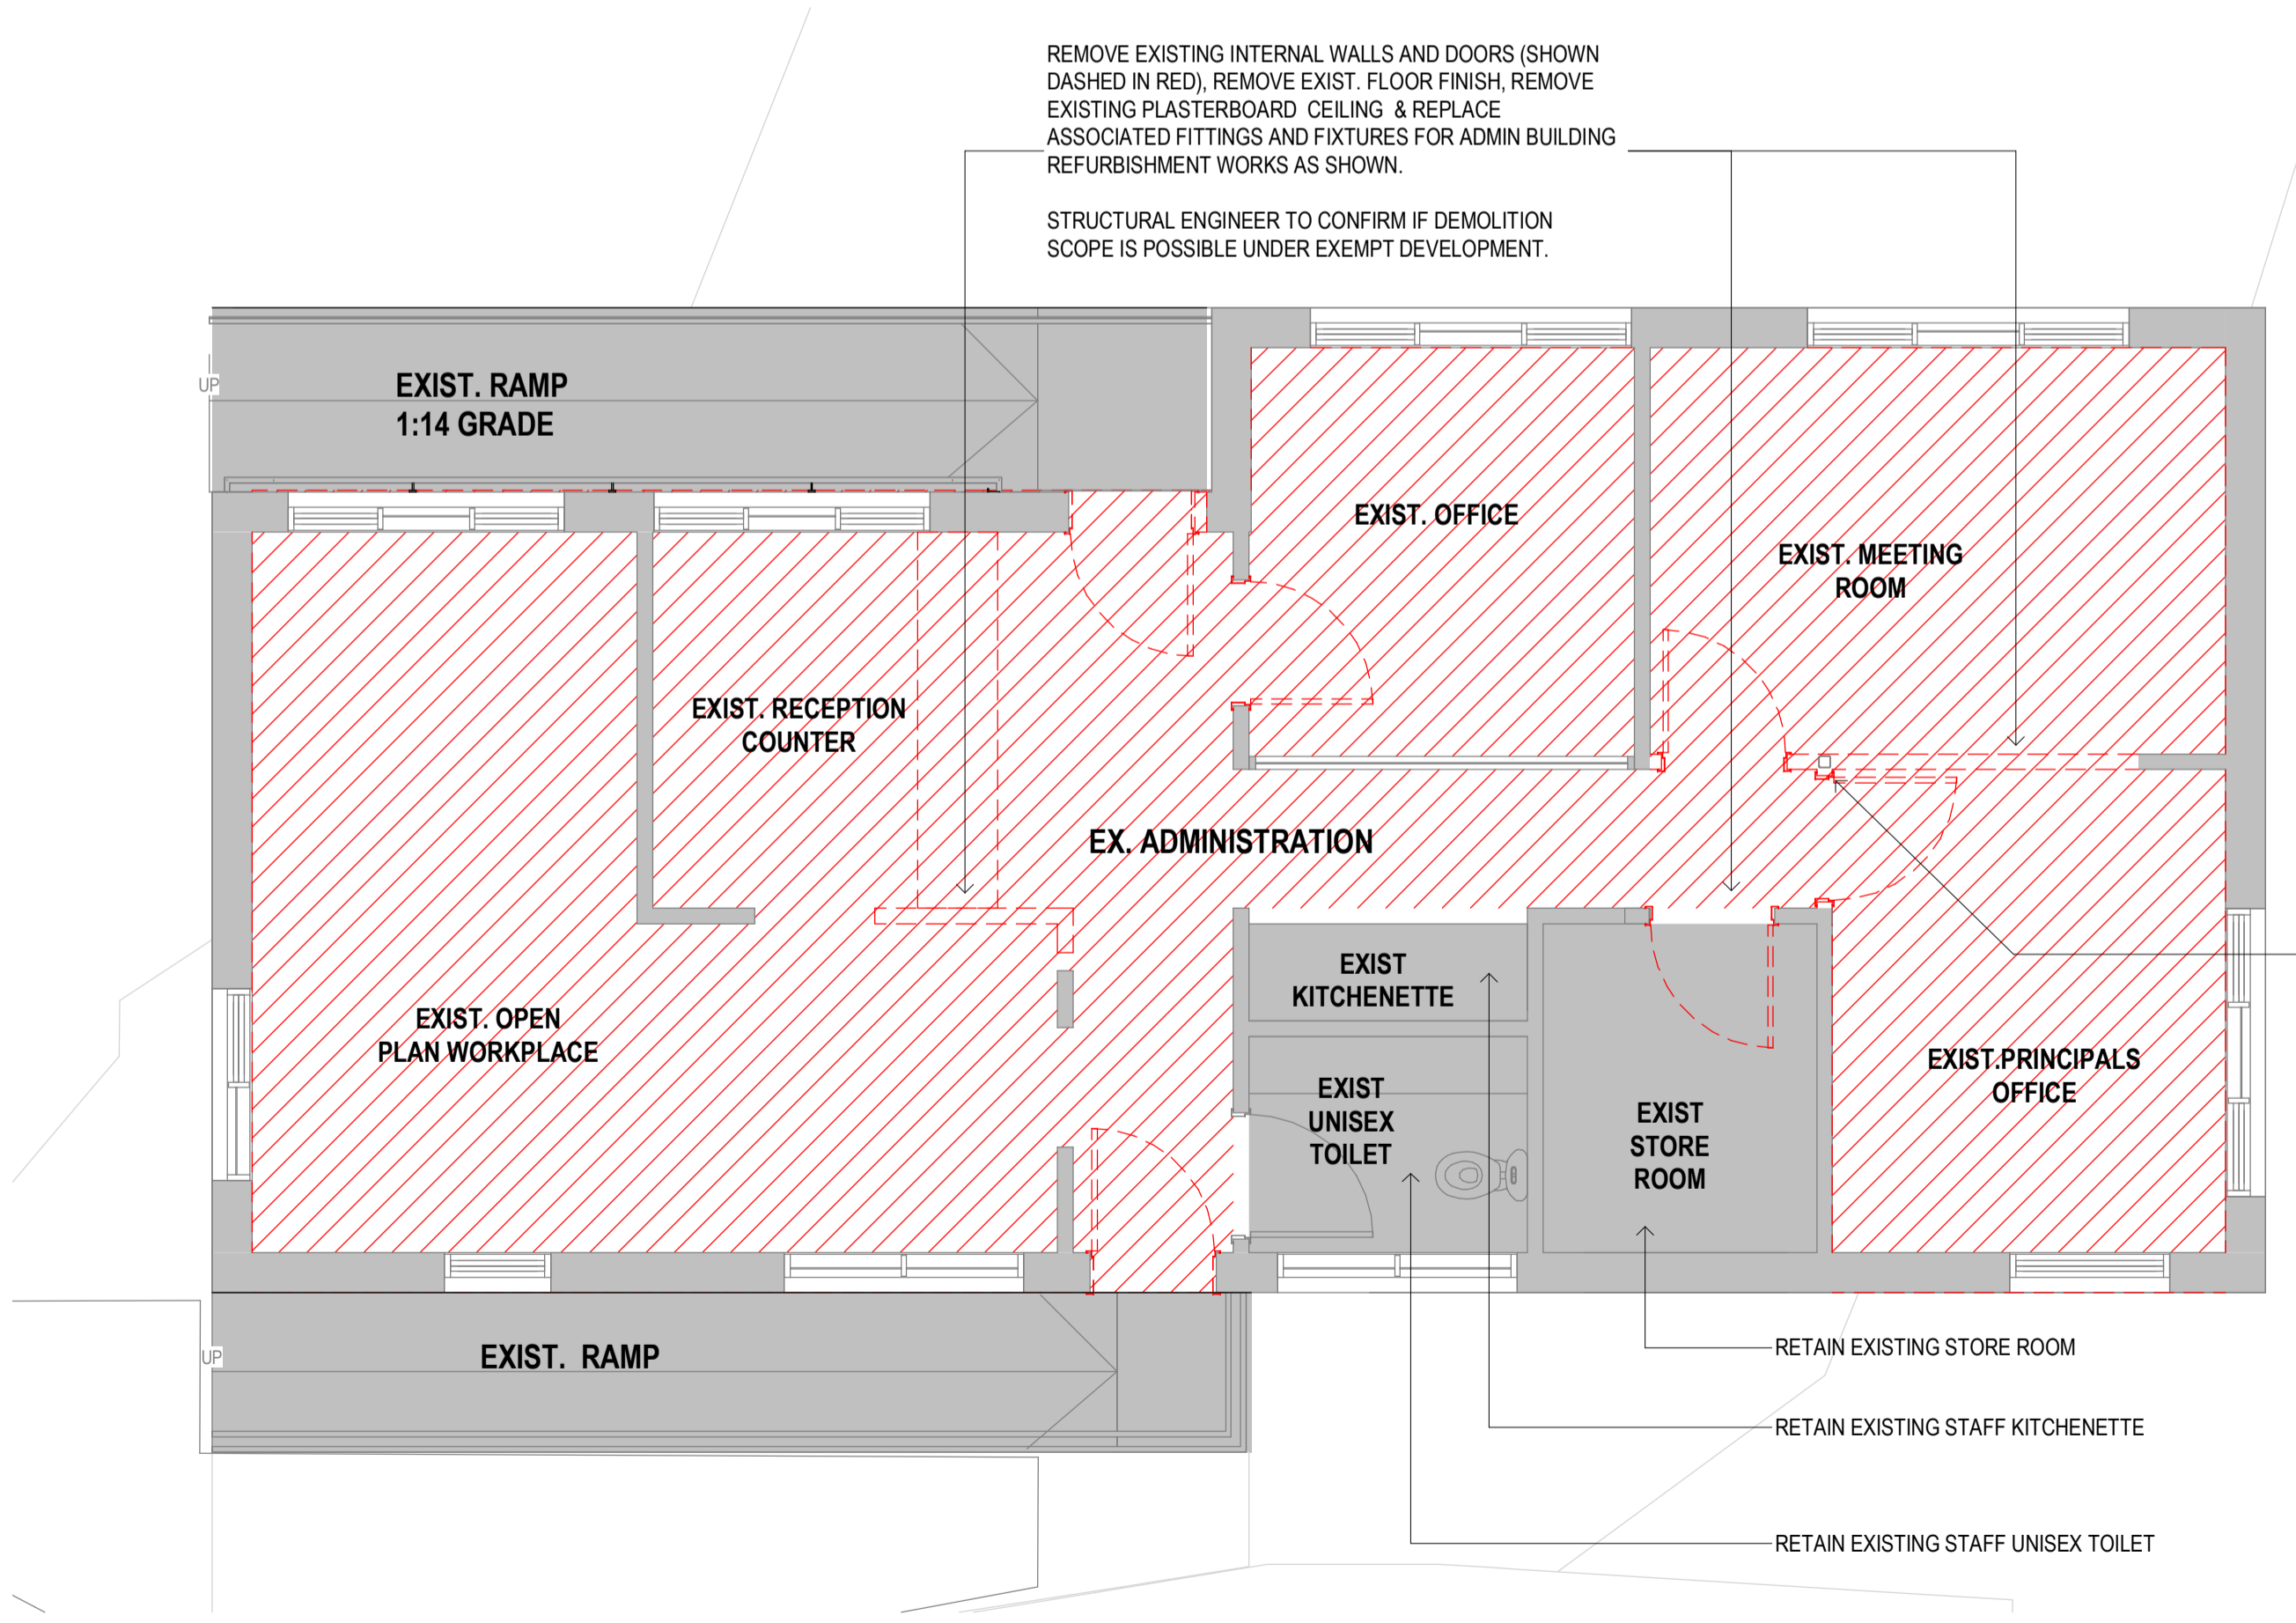 REMOVE EXISTING INTERNAL WALLS AND DOORS (SHOWN
DASHED IN RED), REMOVE EXIST. FLOOR FINISH, REMOVE
EXISTING PLASTERBOARD CEILING & REPLACE
ASSOCIATED FITTINGS AND FIXTURES FOR ADMIN BUILDING
REFURBISHMENT WORKS AS SHOWN.
STRUCTURAL ENGINEER TO CONFIRM IF DEMOLITION
SCOPE IS POSSIBLE UNDER EXEMPT DEVELOPMENT.
UP
EXIST. RAMP
1:14 GRADE
EXIST. OFFICE
EXIST. MEETING
ROOM
EXIST. RECEPTION
COUNTER
EX. ADMINISTRATION
EXIST. OPEN
PLAN WORKPLACE
EXIST
KITCHENETTE
EXIST
UNISEX
TOILET
EXIST
STORE
ROOM
EXIST.PRINCIPALS
OFFICE
UP
EXIST. RAMP
RETAIN EXISTING STORE ROOM
RETAIN EXISTING STAFF KITCHENETTE
RETAIN EXISTING STAFF UNISEX TOILET